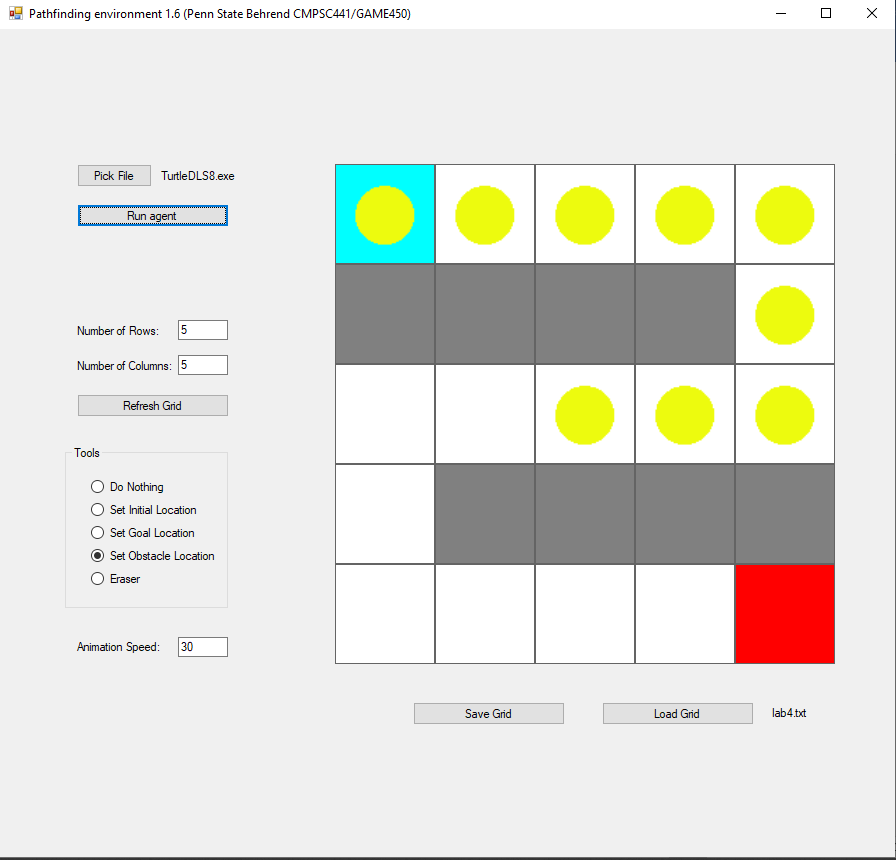 Pathfinding environment 1.6 (Penn State Behrend CMPSC441/GAME450)
Pick File TurtleDLS8.exe
Run agent
Number of Rows: 5
Number of Columns: 5
Refresh Grid
Tools
Do Nothing
Set Initial Location
Set Goal Location
Set Obstacle Location
Eraser
Animation Speed: 30
Save Grid Load Grid lab4.txt